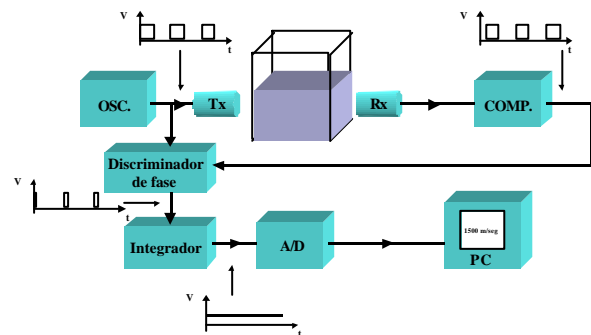 V
t
V
t
OSC.
Tx
Rx
COMP.
Discriminador
de fase
V
t
Integrador
A/D
1500 m/seg
PC
V
t